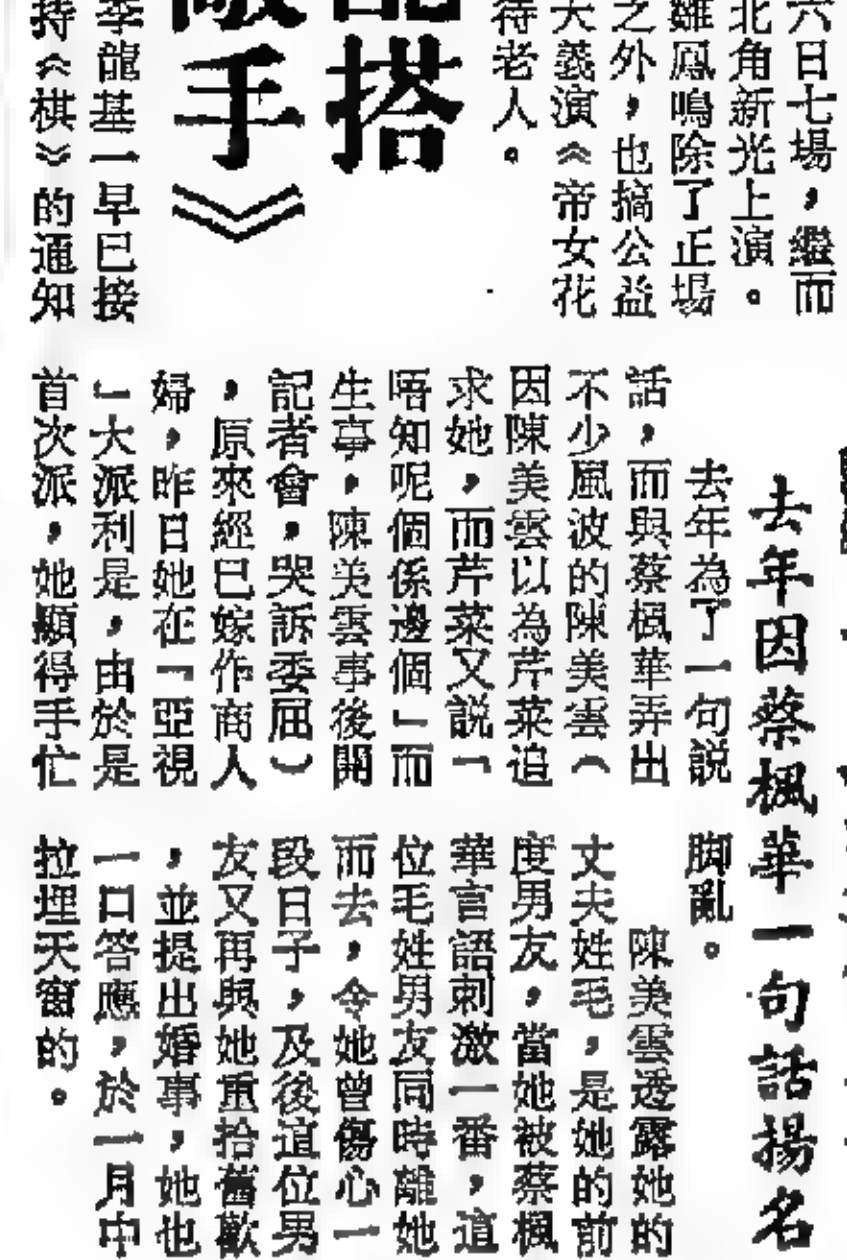 六日七場，繼而
北角新光上演。
雛鳳鳴除了正場
之外，也搞公益
大義演《帝女花
待老人。
配搭
敵手》
季龍基一早巳接
持《棋》的通知
去年因蔡楓華一句話揚名
去年為了一句說
話，而與蔡楓華弄出
不少風波的陳美雲（
因陳美雲以為芹菜追
求她，而芹菜又說「
唔知呢個係邊個」而
生事，陳美雲事後開
記者會，哭訴委屈）
，原來經巳嫁作商人
婦，昨日她在「亞視
」大派利是，由於是
首次派，她顯得手忙
脚亂。
陳美雲透露她的
丈夫姓毛，是她的前
度男友，當她被蔡楓
華言語刺激一番，這
位毛姓男友同時離她
而去，令她曾傷心一
段日子，及後這位男
友又再與她重拾舊歡
，並提出婚事，她也
一口答應，於一月中
拉埋天窗的。